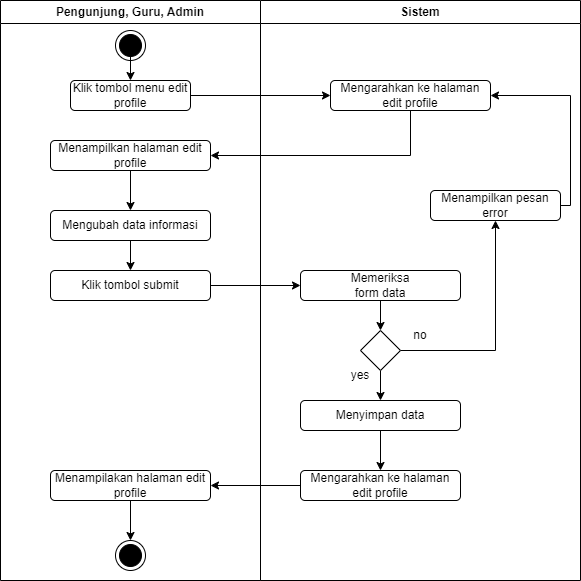 Pengunjung, Guru, Admin
Sistem
Klik tombol menu edit
profile
Mengarahkan ke halaman
edit profile
Menampilkan halaman edit
profile
Menampilkan pesan
error
Mengubah data informasi
Klik tombol submit
Memeriksa
form data
no
yes
Menyimpan data
Menampilakan halaman edit
profile
Mengarahkan ke halaman
edit profile